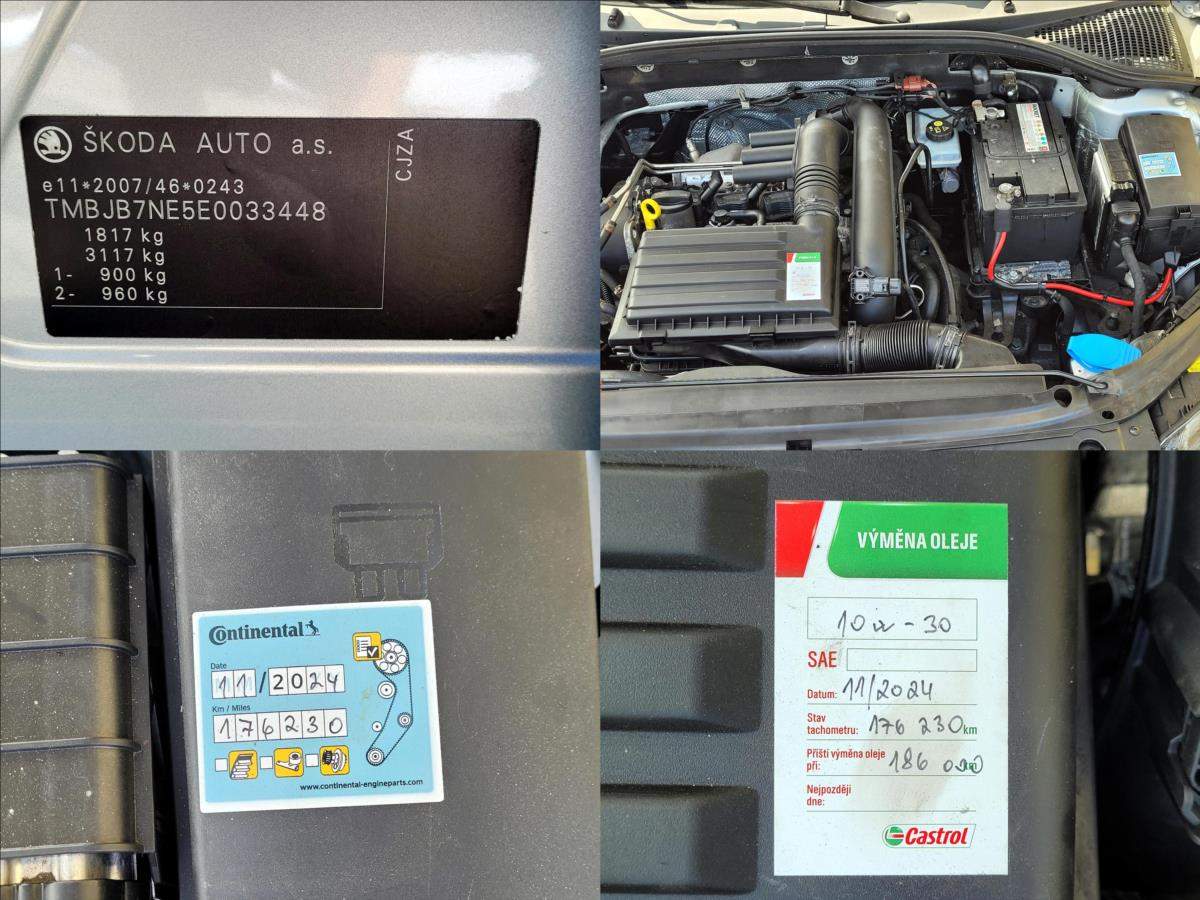 ŠKODA AUTO a.s.
CJZA
e11*2007/46*0243
TMBJB7NE5E0033448
1817 kg
3117 kg
1- 900 kg
2- 960 kg
Continental
Date
11/2024
Km / Miles
176230
www.continental-engineparts.com
VÝMĚNA OLEJE
10w-30
SAE
Datum: 11/2024
Stav
tachometru: 176 230 km
Příští výměna oleje
při: 186 000
Nejpozději
dne:
Castrol